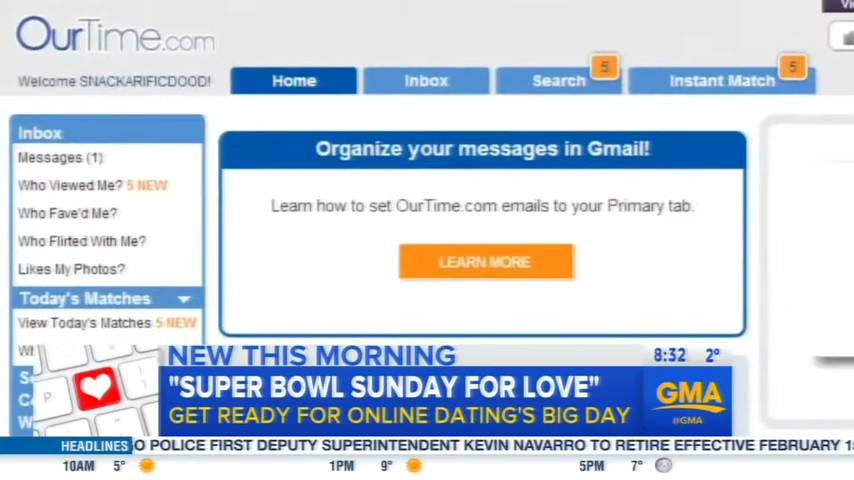 OurTime.com
Welcome SNACKARIFICDOOD!
Home
Inbox
Search
5
Instant Match
5
Inbox
Messages (1)
Who Viewed Me? 5 NEW
Who Fave'd Me?
Who Flirted With Me?
Likes My Photos?
Today's Matches
View Today's Matches 5 NEW
Organize your messages in Gmail!
Learn how to set OurTime.com emails to your Primary tab.
LEARN MORE
NEW THIS MORNING
8:32 2°
"SUPER BOWL SUNDAY FOR LOVE"
GET READY FOR ONLINE DATING'S BIG DAY
GMA
@GMA
P
HEADLINES
O POLICE FIRST DEPUTY SUPERINTENDENT KEVIN NAVARRO TO RETIRE EFFECTIVE FEBRUARY 15
10AM 5° 1PM 9° 5PM 7°